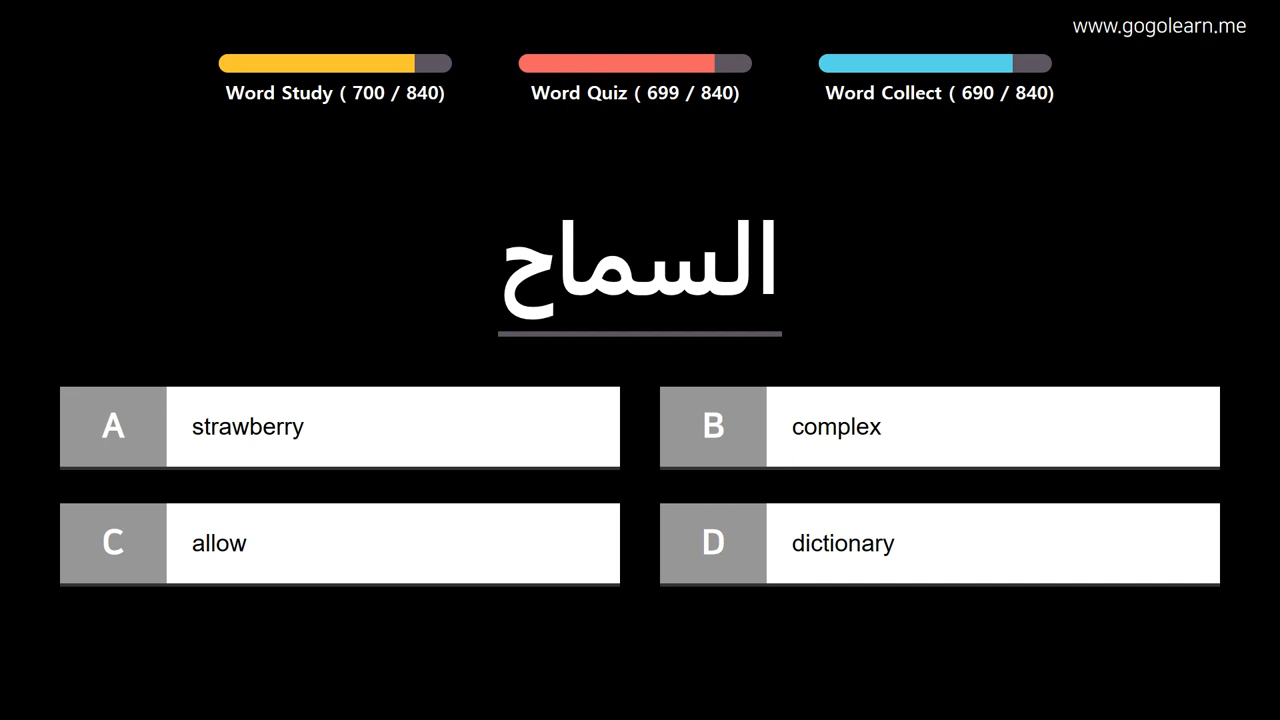 www.gogolearn.me
Word Study ( 700 / 840)
Word Quiz ( 699 / 840)
Word Collect ( 690 / 840)
السماح
A strawberry
B complex
C allow
D dictionary